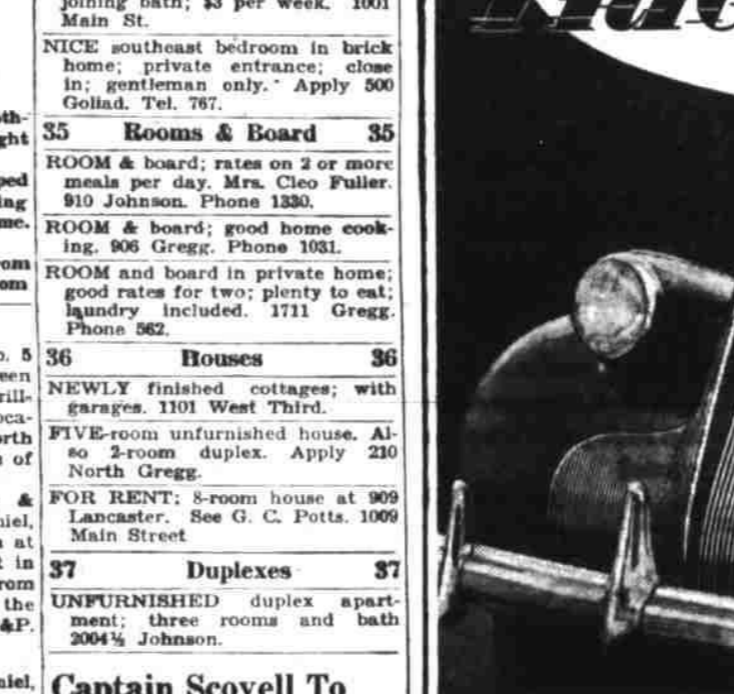 joining bath; $3 per week. 1001
Main St.
NICE southeast bedroom in brick
home; private entrance; close
in; gentleman only. Apply 500
Goliad. Tel. 767.
35 Rooms & Board 35
ROOM & board; rates on 2 or more
meals per day. Mrs. Cleo Fuller.
910 Johnson. Phone 1330.
ROOM & board; good home cook-
ing. 906 Gregg. Phone 1031.
ROOM and board in private home;
good rates for two; plenty to eat;
laundry included. 1711 Gregg.
Phone 562.
36 Houses 36
NEWLY finished cottages; with
garages. 1101 West Third.
FIVE-room unfurnished house. Al-
so 2-room duplex. Apply 210
North Gregg.
FOR RENT: 8-room house at 909
Lancaster. See G. C. Potts. 1009
Main Street
37 Duplexes 37
UNFURNISHED duplex apart-
ment; three rooms and bath
2004½ Johnson.
Captain Scovell To